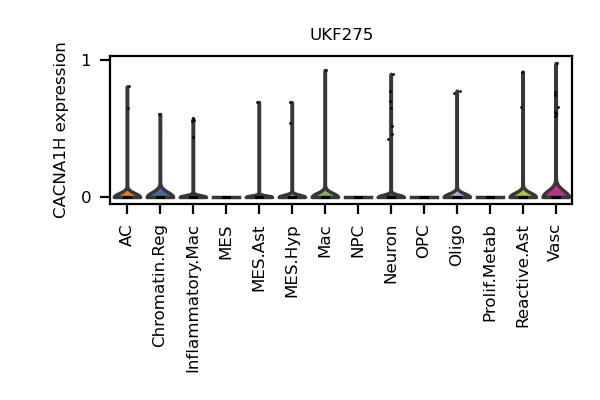 UKF275
CACNA1H expression
1
0
AC
Chromatin.Reg
Inflammatory.Mac
MES
MES.Ast
MES.Hyp
Mac
NPC
Neuron
OPC
Oligo
Prolif.Metab
Reactive.Ast
Vasc